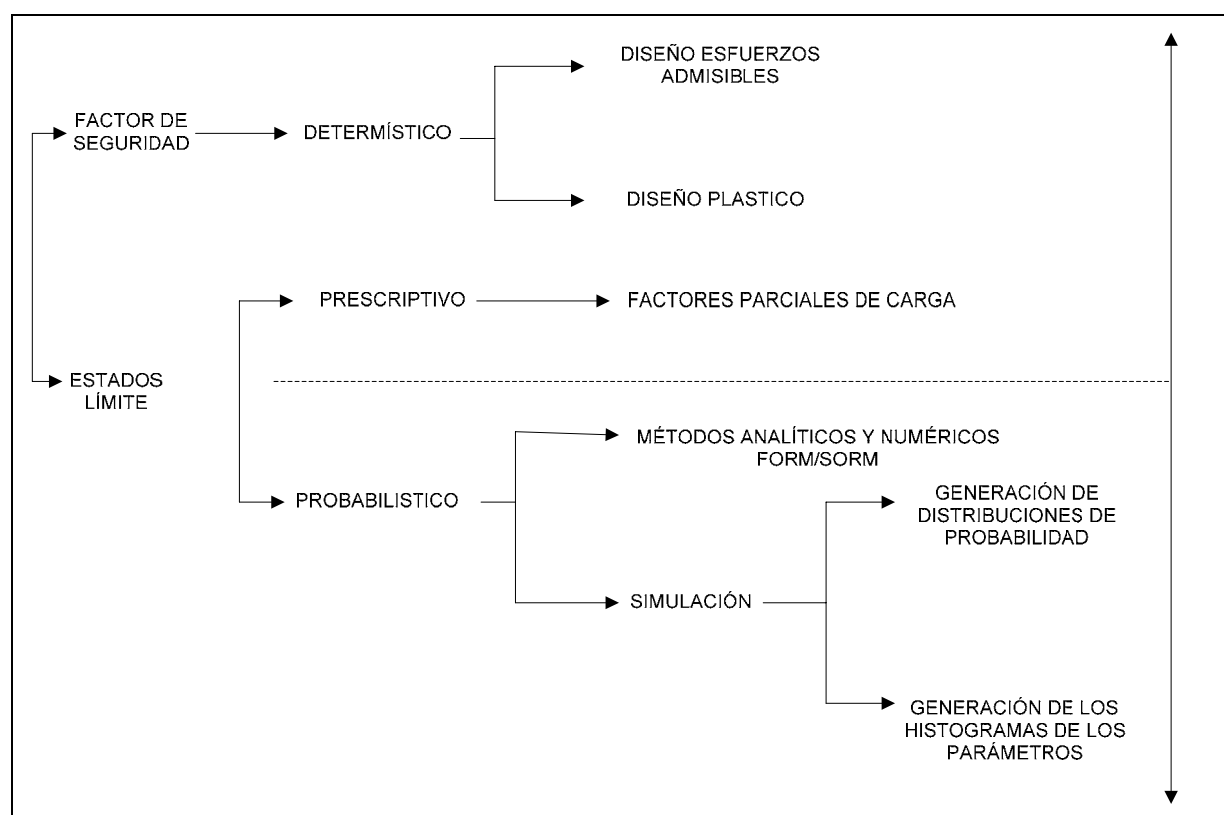 DISEÑO ESFUERZOS
ADMISIBLES
FACTOR DE
SEGURIDAD
DETERMÍSTICO
DISEÑO PLASTICO
PRESCRIPTIVO
FACTORES PARCIALES DE CARGA
ESTADOS
LÍMITE
MÉTODOS ANALÍTICOS Y NUMÉRICOS
FORM/SORM
PROBABILISTICO
GENERACIÓN DE
DISTRIBUCIONES DE
PROBABILIDAD
SIMULACIÓN
GENERACIÓN DE LOS
HISTOGRAMAS DE LOS
PARÁMETROS